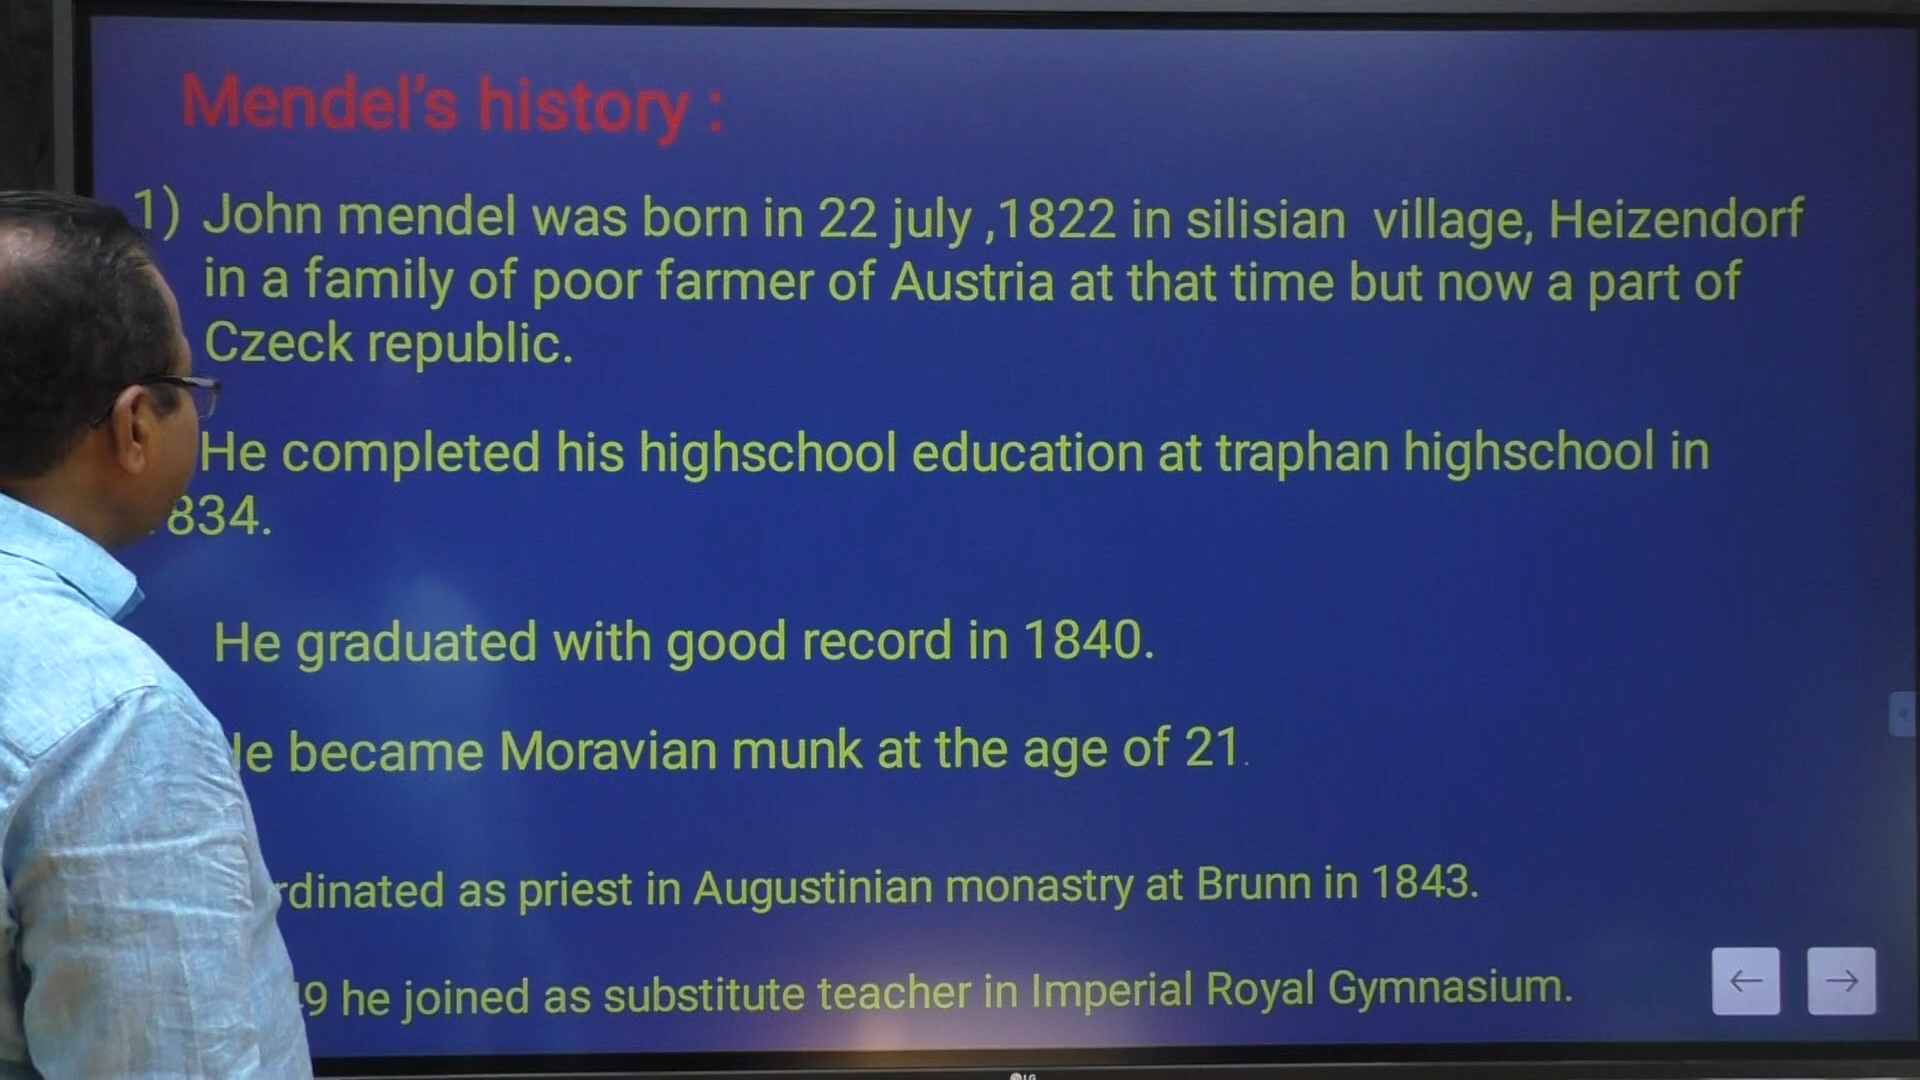 Mendel's history :
1) John mendel was born in 22 july ,1822 in silisian village, Heizendorf
in a family of poor farmer of Austria at that time but now a part of
Czeck republic.
He completed his highschool education at traphan highschool in
834.
He graduated with good record in 1840.
He became Moravian munk at the age of 21.
rdinated as priest in Augustinian monastry at Brunn in 1843.
9 he joined as substitute teacher in Imperial Royal Gymnasium.
LG